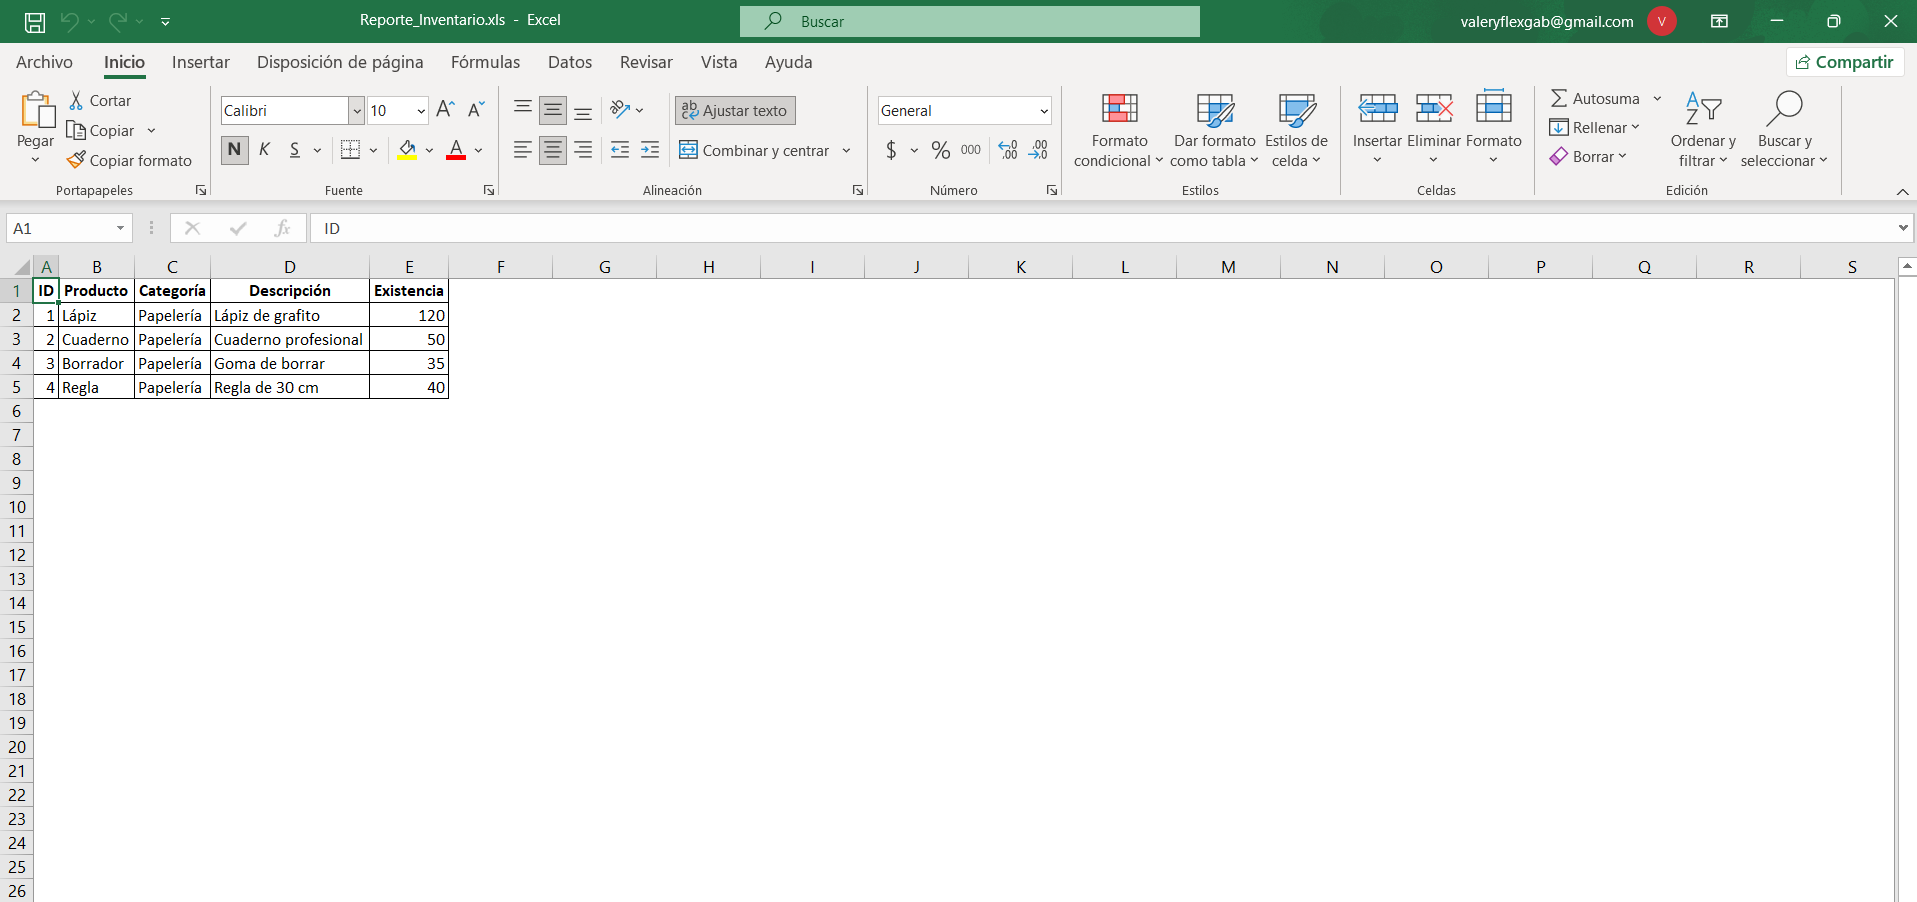 Reporte_Inventario.xls - Excel
Buscar
valeryflexgab@gmail.com
V
Archivo Inicio Insertar Disposición de página Fórmulas Datos Revisar Vista Ayuda
Compartir
Pegar
Cortar
Copiar
Copiar formato
Portapapeles
Calibri 10 A A
N K S A
Fuente
ab Ajustar texto
Combinar y centrar
Alineación
General
$ % 000 ,00 ,00
Número
Formato condicional
Dar formato como tabla
Estilos de celda
Estilos
Insertar Eliminar Formato
Celdas
Autosuma
Rellenar
Borrar
Ordenar y filtrar
Buscar y seleccionar
Edición
A1 fx ID
A B C D E F G H I J K L M N O P Q R S
1 ID Producto Categoría Descripción Existencia
2 1 Lápiz Papelería Lápiz de grafito 120
3 2 Cuaderno Papelería Cuaderno profesional 50
4 3 Borrador Papelería Goma de borrar 35
5 4 Regla Papelería Regla de 30 cm 40
6
7
8
9
10
11
12
13
14
15
16
17
18
19
20
21
22
23
24
25
26